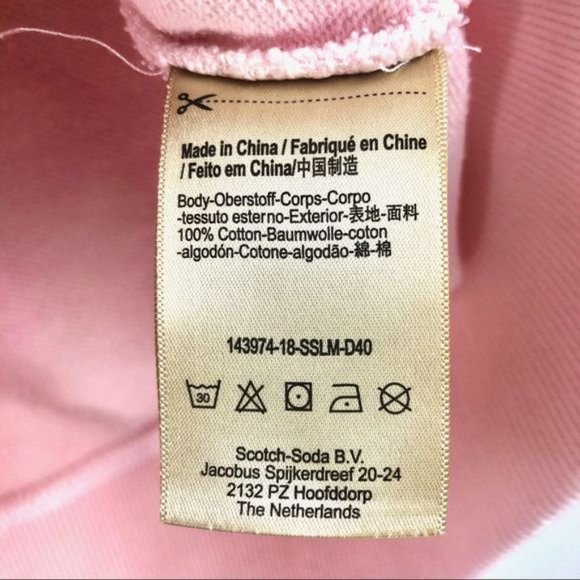 Made in China / Fabriqué en Chine
/ Feito em China/中国制造
Body-Oberstoff-Corps-Corpo
-tessuto esterno-Exterior-表地-面料
100% Cotton-Baumwolle-coton
-algodón-Cotone-algodão-綿-棉
143974-18-SSLM-D40
30
Scotch-Soda B.V.
Jacobus Spijkerdreef 20-24
2132 PZ Hoofddorp
The Netherlands